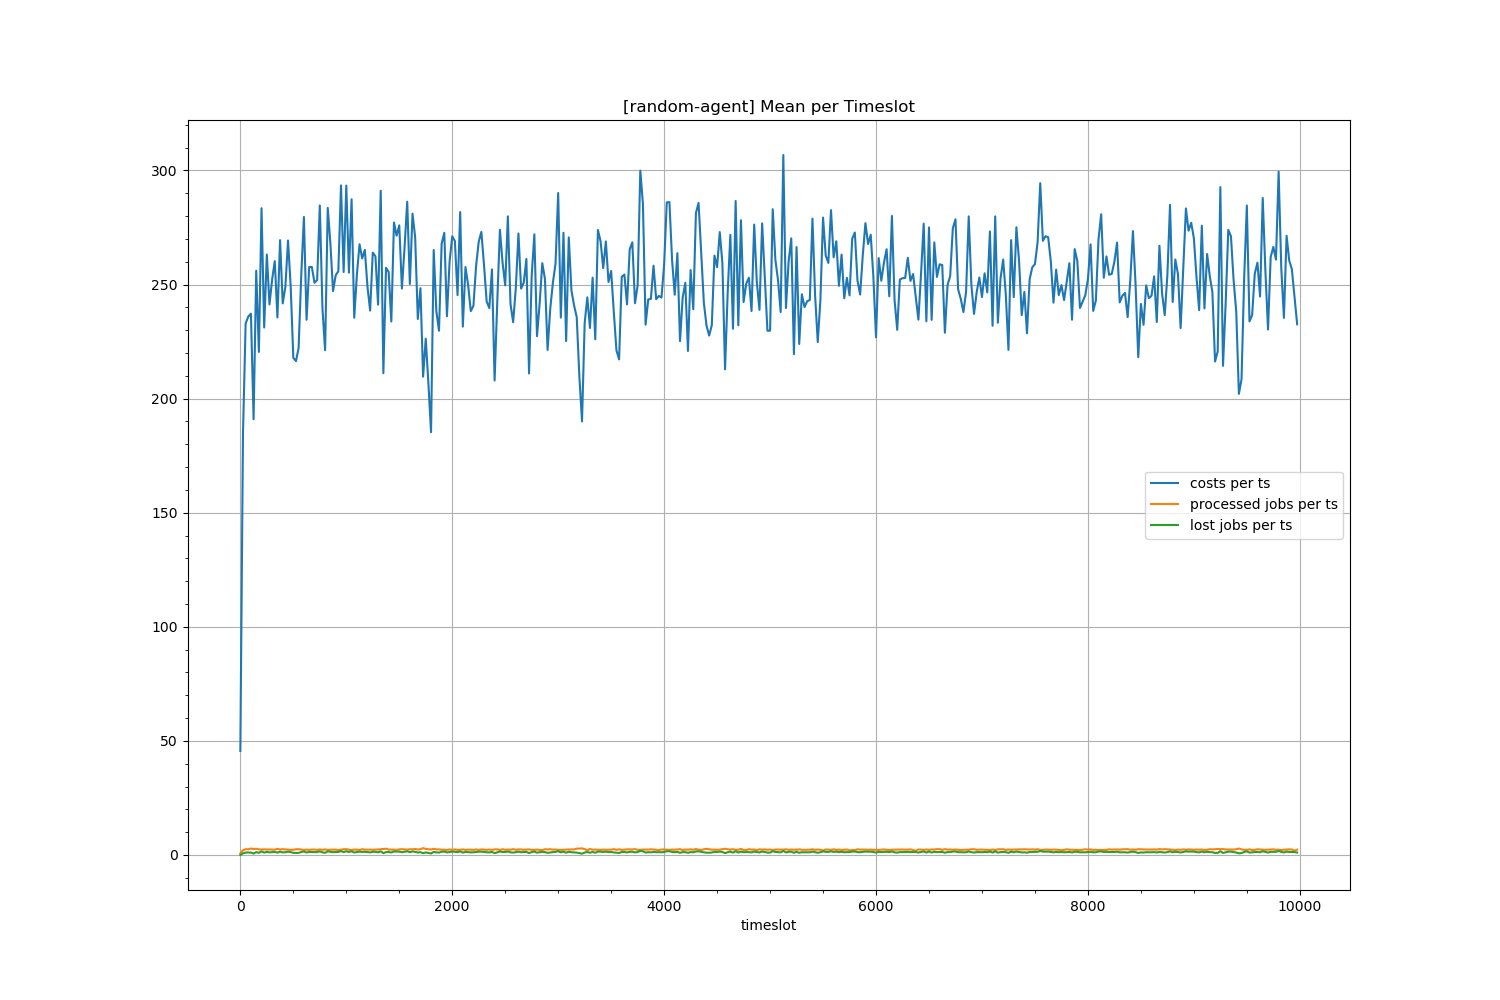 [random-agent] Mean per Timeslot
300
250
200
150
100
50
0
costs per ts
processed jobs per ts
lost jobs per ts
0 2000 4000 6000 8000 10000
timeslot